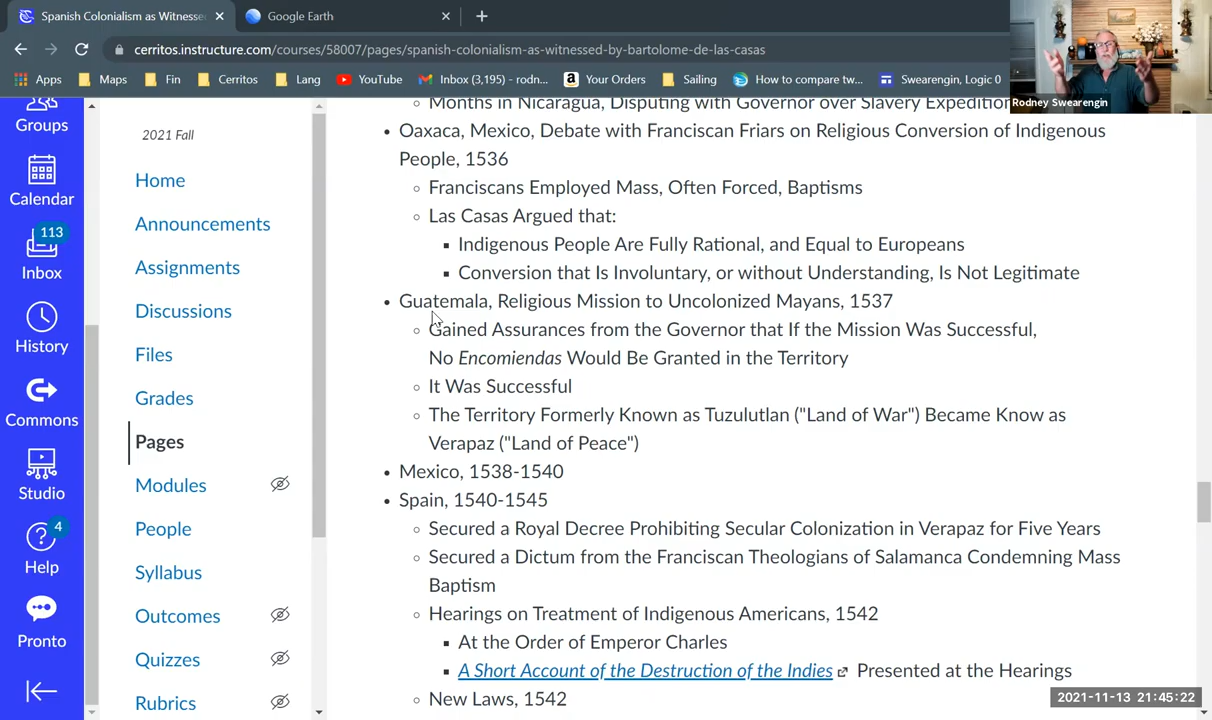 Spanish Colonialism as Witnesse
Google Earth
cerritos.instructure.com/courses/58007/pages/spanish-colonialism-as-witnessed-by-bartolome-de-las-casas
Apps
Maps
Fin
Cerritos
Lang
YouTube
Inbox (3,195) - rodn...
Your Orders
Sailing
How to compare tw...
Swearengin, Logic 0
Rodney Swearengin
Groups
Calendar
113
Inbox
History
Commons
Studio
4
Help
Pronto
2021 Fall
Home
Announcements
Assignments
Discussions
Files
Grades
Pages
Modules
People
Syllabus
Outcomes
Quizzes
Rubrics
Months in Nicaragua, Disputing with Governor over Slavery Expedition
Oaxaca, Mexico, Debate with Franciscan Friars on Religious Conversion of Indigenous
People, 1536
Franciscans Employed Mass, Often Forced, Baptisms
Las Casas Argued that:
Indigenous People Are Fully Rational, and Equal to Europeans
Conversion that Is Involuntary, or without Understanding, Is Not Legitimate
Guatemala, Religious Mission to Uncolonized Mayans, 1537
Gained Assurances from the Governor that If the Mission Was Successful,
No Encomiendas Would Be Granted in the Territory
It Was Successful
The Territory Formerly Known as Tuzulutlan ("Land of War") Became Know as
Verapaz ("Land of Peace")
Mexico, 1538-1540
Spain, 1540-1545
Secured a Royal Decree Prohibiting Secular Colonization in Verapaz for Five Years
Secured a Dictum from the Franciscan Theologians of Salamanca Condemning Mass
Baptism
Hearings on Treatment of Indigenous Americans, 1542
At the Order of Emperor Charles
A Short Account of the Destruction of the Indies Presented at the Hearings
New Laws, 1542
2021-11-13 21:45:22